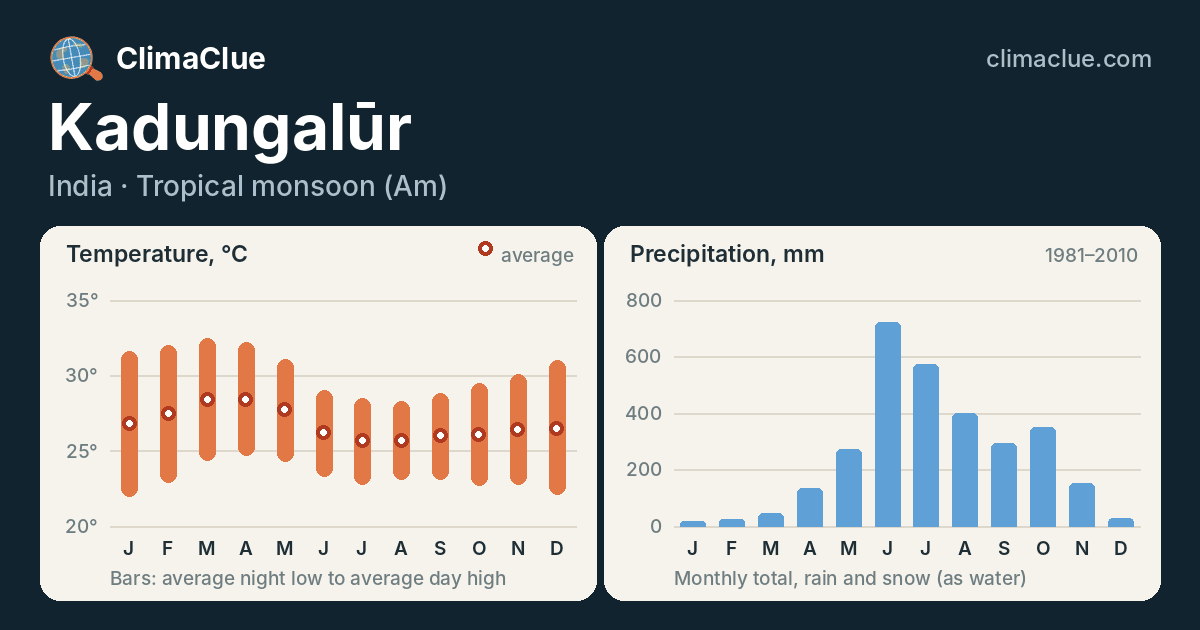 ClimaClue
climaclue.com
Kadungalūr
India · Tropical monsoon (Am)
Temperature, °C
average
35°
30°
25°
20°
J F M A M J J A S O N D
Bars: average night low to average day high
Precipitation, mm
1981–2010
800
600
400
200
0
J F M A M J J A S O N D
Monthly total, rain and snow (as water)